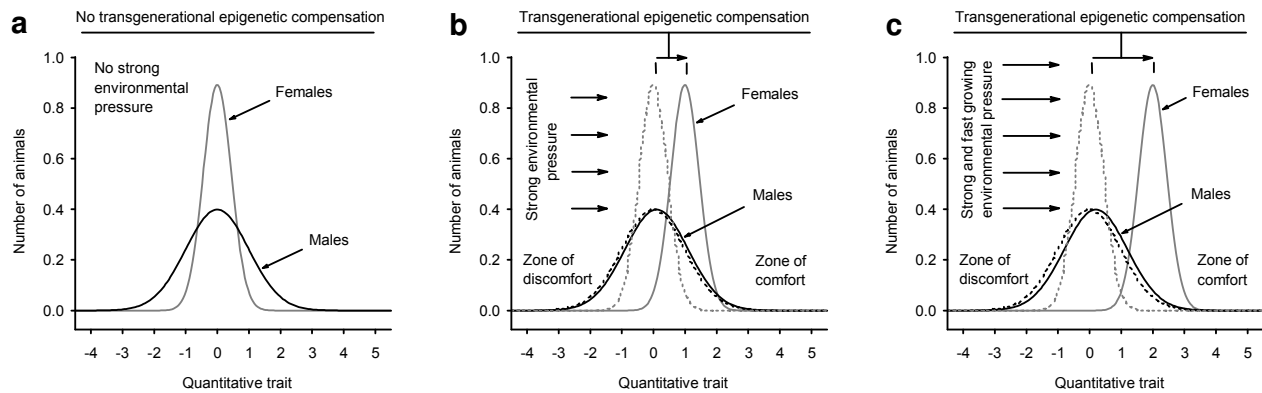 a
No transgenerational epigenetic compensation
No strong
environmental
pressure
Females
Males
Number of animals
1.0
0.8
0.6
0.4
0.2
0.0
-4 -3 -2 -1 0 1 2 3 4 5
Quantitative trait
b
Transgenerational epigenetic compensation
Strong environmental
pressure
Females
Males
Zone of
discomfort
Zone of
comfort
Number of animals
1.0
0.8
0.6
0.4
0.2
0.0
-4 -3 -2 -1 0 1 2 3 4 5
Quantitative trait
c
Transgenerational epigenetic compensation
Strong and fast growing
environmental pressure
Females
Males
Zone of
discomfort
Zone of
comfort
Number of animals
1.0
0.8
0.6
0.4
0.2
0.0
-4 -3 -2 -1 0 1 2 3 4 5
Quantitative trait